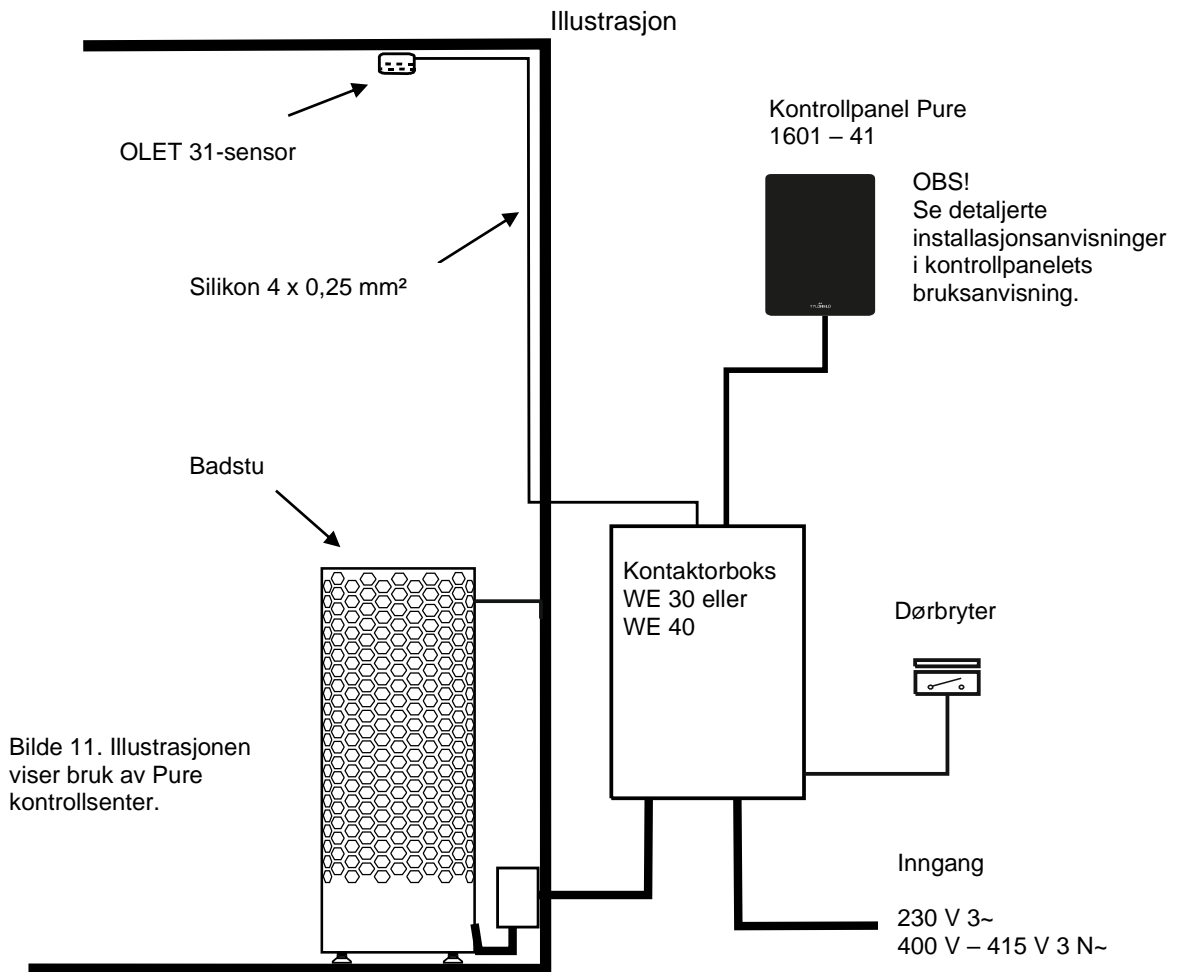 Illustrasjon
OLET 31-sensor
Kontrollpanel Pure
1601 – 41
OBS!
Se detaljerte
installasjonsanvisninger
i kontrollpanelets
bruksanvisning.
Silikon 4 x 0,25 mm²
Badstu
Kontaktorboks
WE 30 eller
WE 40
Dørbryter
Bilde 11. Illustrasjonen
viser bruk av Pure
kontrollsenter.
Inngang
230 V 3~
400 V – 415 V 3 N~